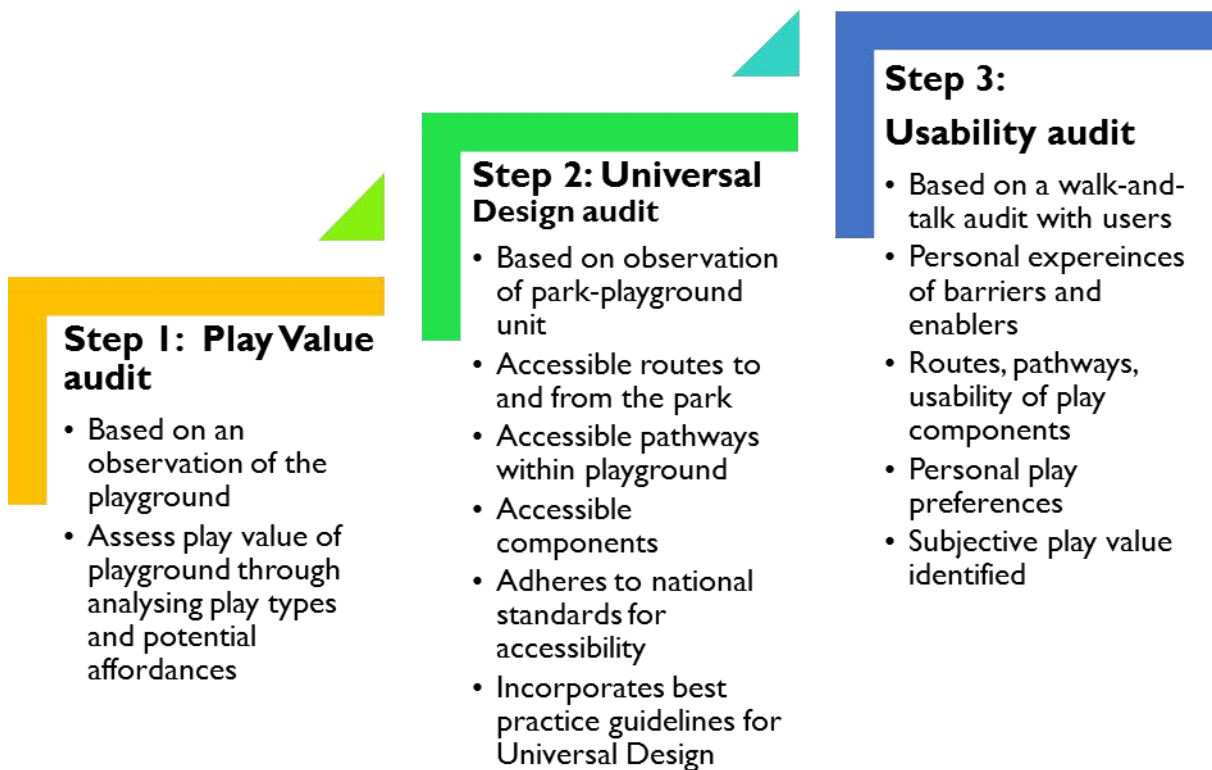 Step 1: Play Value
audit
• Based on an
observation of the
playground
• Assess play value of
playground through
analysing play types
and potential
affordances
Step 2: Universal
Design audit
• Based on observation
of park-playground
unit
• Accessible routes to
and from the park
• Accessible pathways
within playground
• Accessible
components
• Adheres to national
standards for
accessibility
• Incorporates best
practice guidelines for
Universal Design
Step 3:
Usability audit
• Based on a walk-and-
talk audit with users
• Personal expereinces
of barriers and
enablers
• Routes, pathways,
usability of play
components
• Personal play
preferences
• Subjective play value
identified